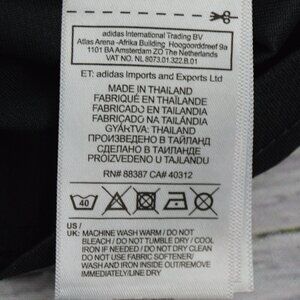 adidas International Trading BV
Atlas Arena -Afrika Building Hoogoorddreef 9a
1101 BA Amsterdam ZO The Netherlands
VAT NO. NL 8073.01.322.B.01
ET: adidas Imports and Exports Ltd
MADE IN THAILAND
FABRIQUÉ EN THAÏLANDE
FABRICADO EN TAILANDIA
FABRICADO NA TAILÂNDIA
GYÁRTVA: THAILAND
ПРОИЗВЕДЕНО В ТАЙЛАНД
СДЕЛАНО В ТАИЛАНДЕ
PROIZVEDENO U TAJLANDU
RN# 88387 CA# 40312
40
US /
UK: MACHINE WASH WARM / DO NOT
BLEACH / DO NOT TUMBLE DRY / COOL
IRON IF NEEDED / DO NOT DRY CLEAN
DO NOT USE FABRIC SOFTENER/
WASH AND IRON INSIDE OUT/REMOVE
IMMEDIATELY/LINE DRY